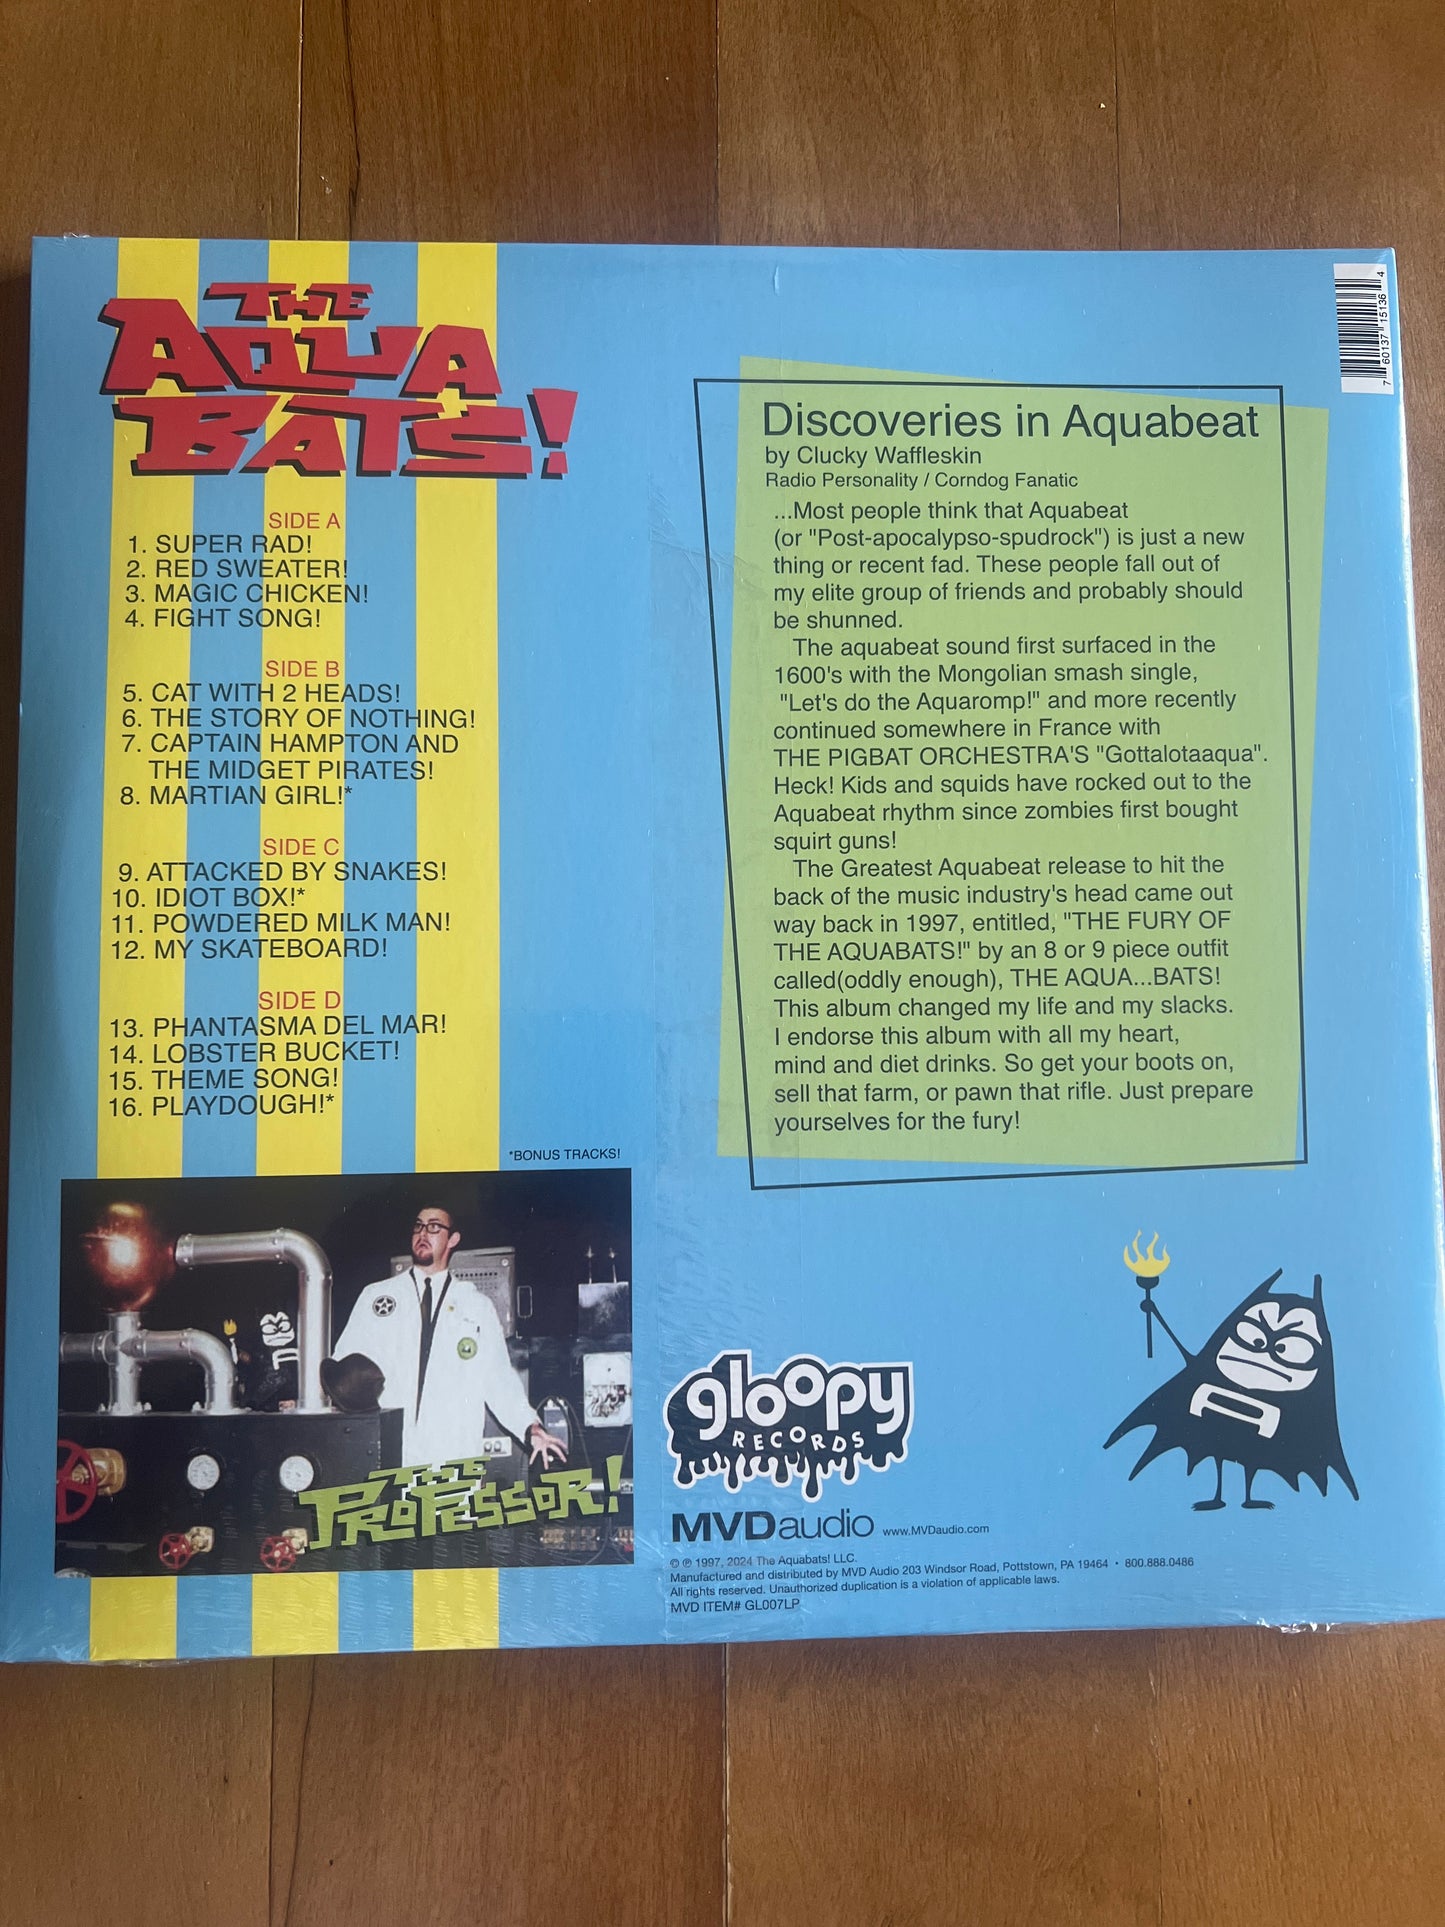 THE
AQUA
BATS!
SIDE A
1. SUPER RAD!
2. RED SWEATER!
3. MAGIC CHICKEN!
4. FIGHT SONG!
SIDE B
5. CAT WITH 2 HEADS!
6. THE STORY OF NOTHING!
7. CAPTAIN HAMPTON AND
THE MIDGET PIRATES!
8. MARTIAN GIRL!*
SIDE C
9. ATTACKED BY SNAKES!
10. IDIOT BOX!*
11. POWDERED MILK MAN!
12. MY SKATEBOARD!
SIDE D
13. PHANTASMA DEL MAR!
14. LOBSTER BUCKET!
15. THEME SONG!
16. PLAYDOUGH!*
*BONUS TRACKS!
THE
PROFESSOR!
7 60137 15136 4
Discoveries in Aquabeat
by Clucky Waffleskin
Radio Personality / Corndog Fanatic
...Most people think that Aquabeat
(or "Post-apocalypso-spudrock") is just a new
thing or recent fad. These people fall out of
my elite group of friends and probably should
be shunned.
The aquabeat sound first surfaced in the
1600's with the Mongolian smash single,
"Let's do the Aquaromp!" and more recently
continued somewhere in France with
THE PIGBAT ORCHESTRA'S "Gottalotaaqua".
Heck! Kids and squids have rocked out to the
Aquabeat rhythm since zombies first bought
squirt guns!
The Greatest Aquabeat release to hit the
back of the music industry's head came out
way back in 1997, entitled, "THE FURY OF
THE AQUABATS!" by an 8 or 9 piece outfit
called(oddly enough), THE AQUA...BATS!
This album changed my life and my slacks.
I endorse this album with all my heart,
mind and diet drinks. So get your boots on,
sell that farm, or pawn that rifle. Just prepare
yourselves for the fury!
gloopy
RECORDS
MVDaudio www.MVDaudio.com
© ℗ 1997, 2024 The Aquabats! LLC.
Manufactured and distributed by MVD Audio 203 Windsor Road, Pottstown, PA 19464 • 800.888.0486
All rights reserved. Unauthorized duplication is a violation of applicable laws.
MVD ITEM# GL007LP